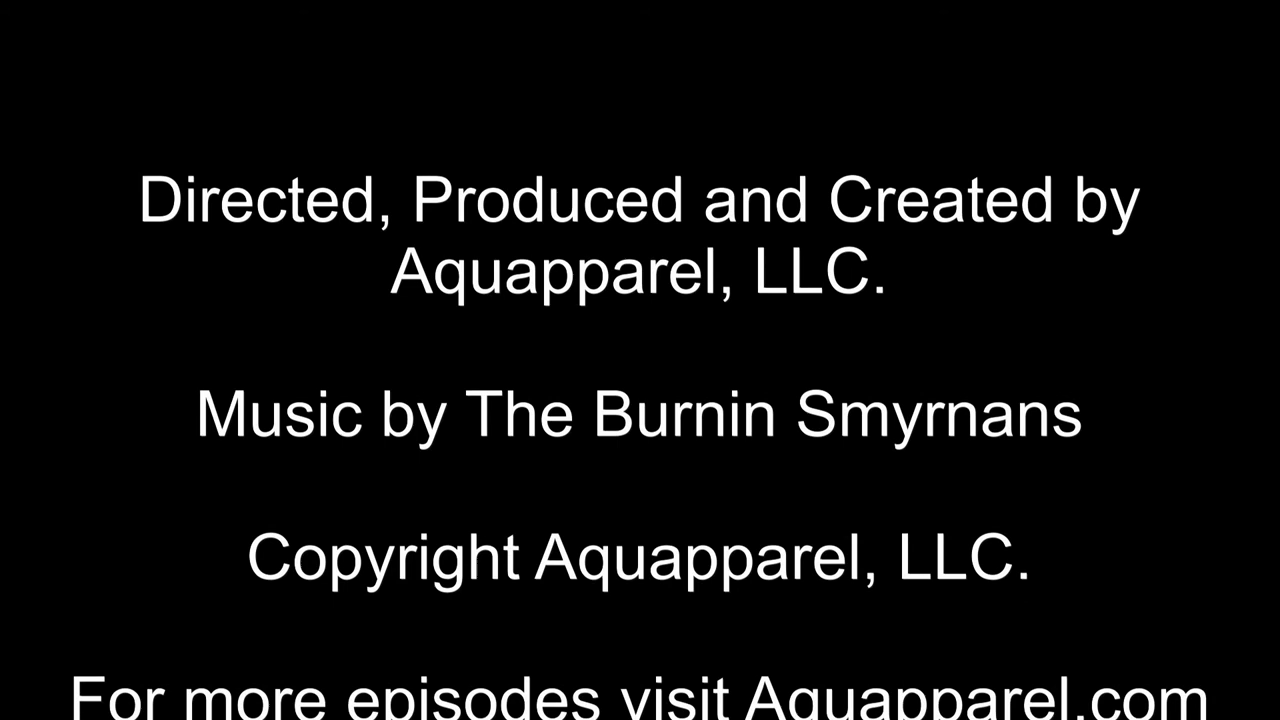 Directed, Produced and Created by
Aquapparel, LLC.
Music by The Burnin Smyrnans
Copyright Aquapparel, LLC.
For more episodes visit Aquapparel.com